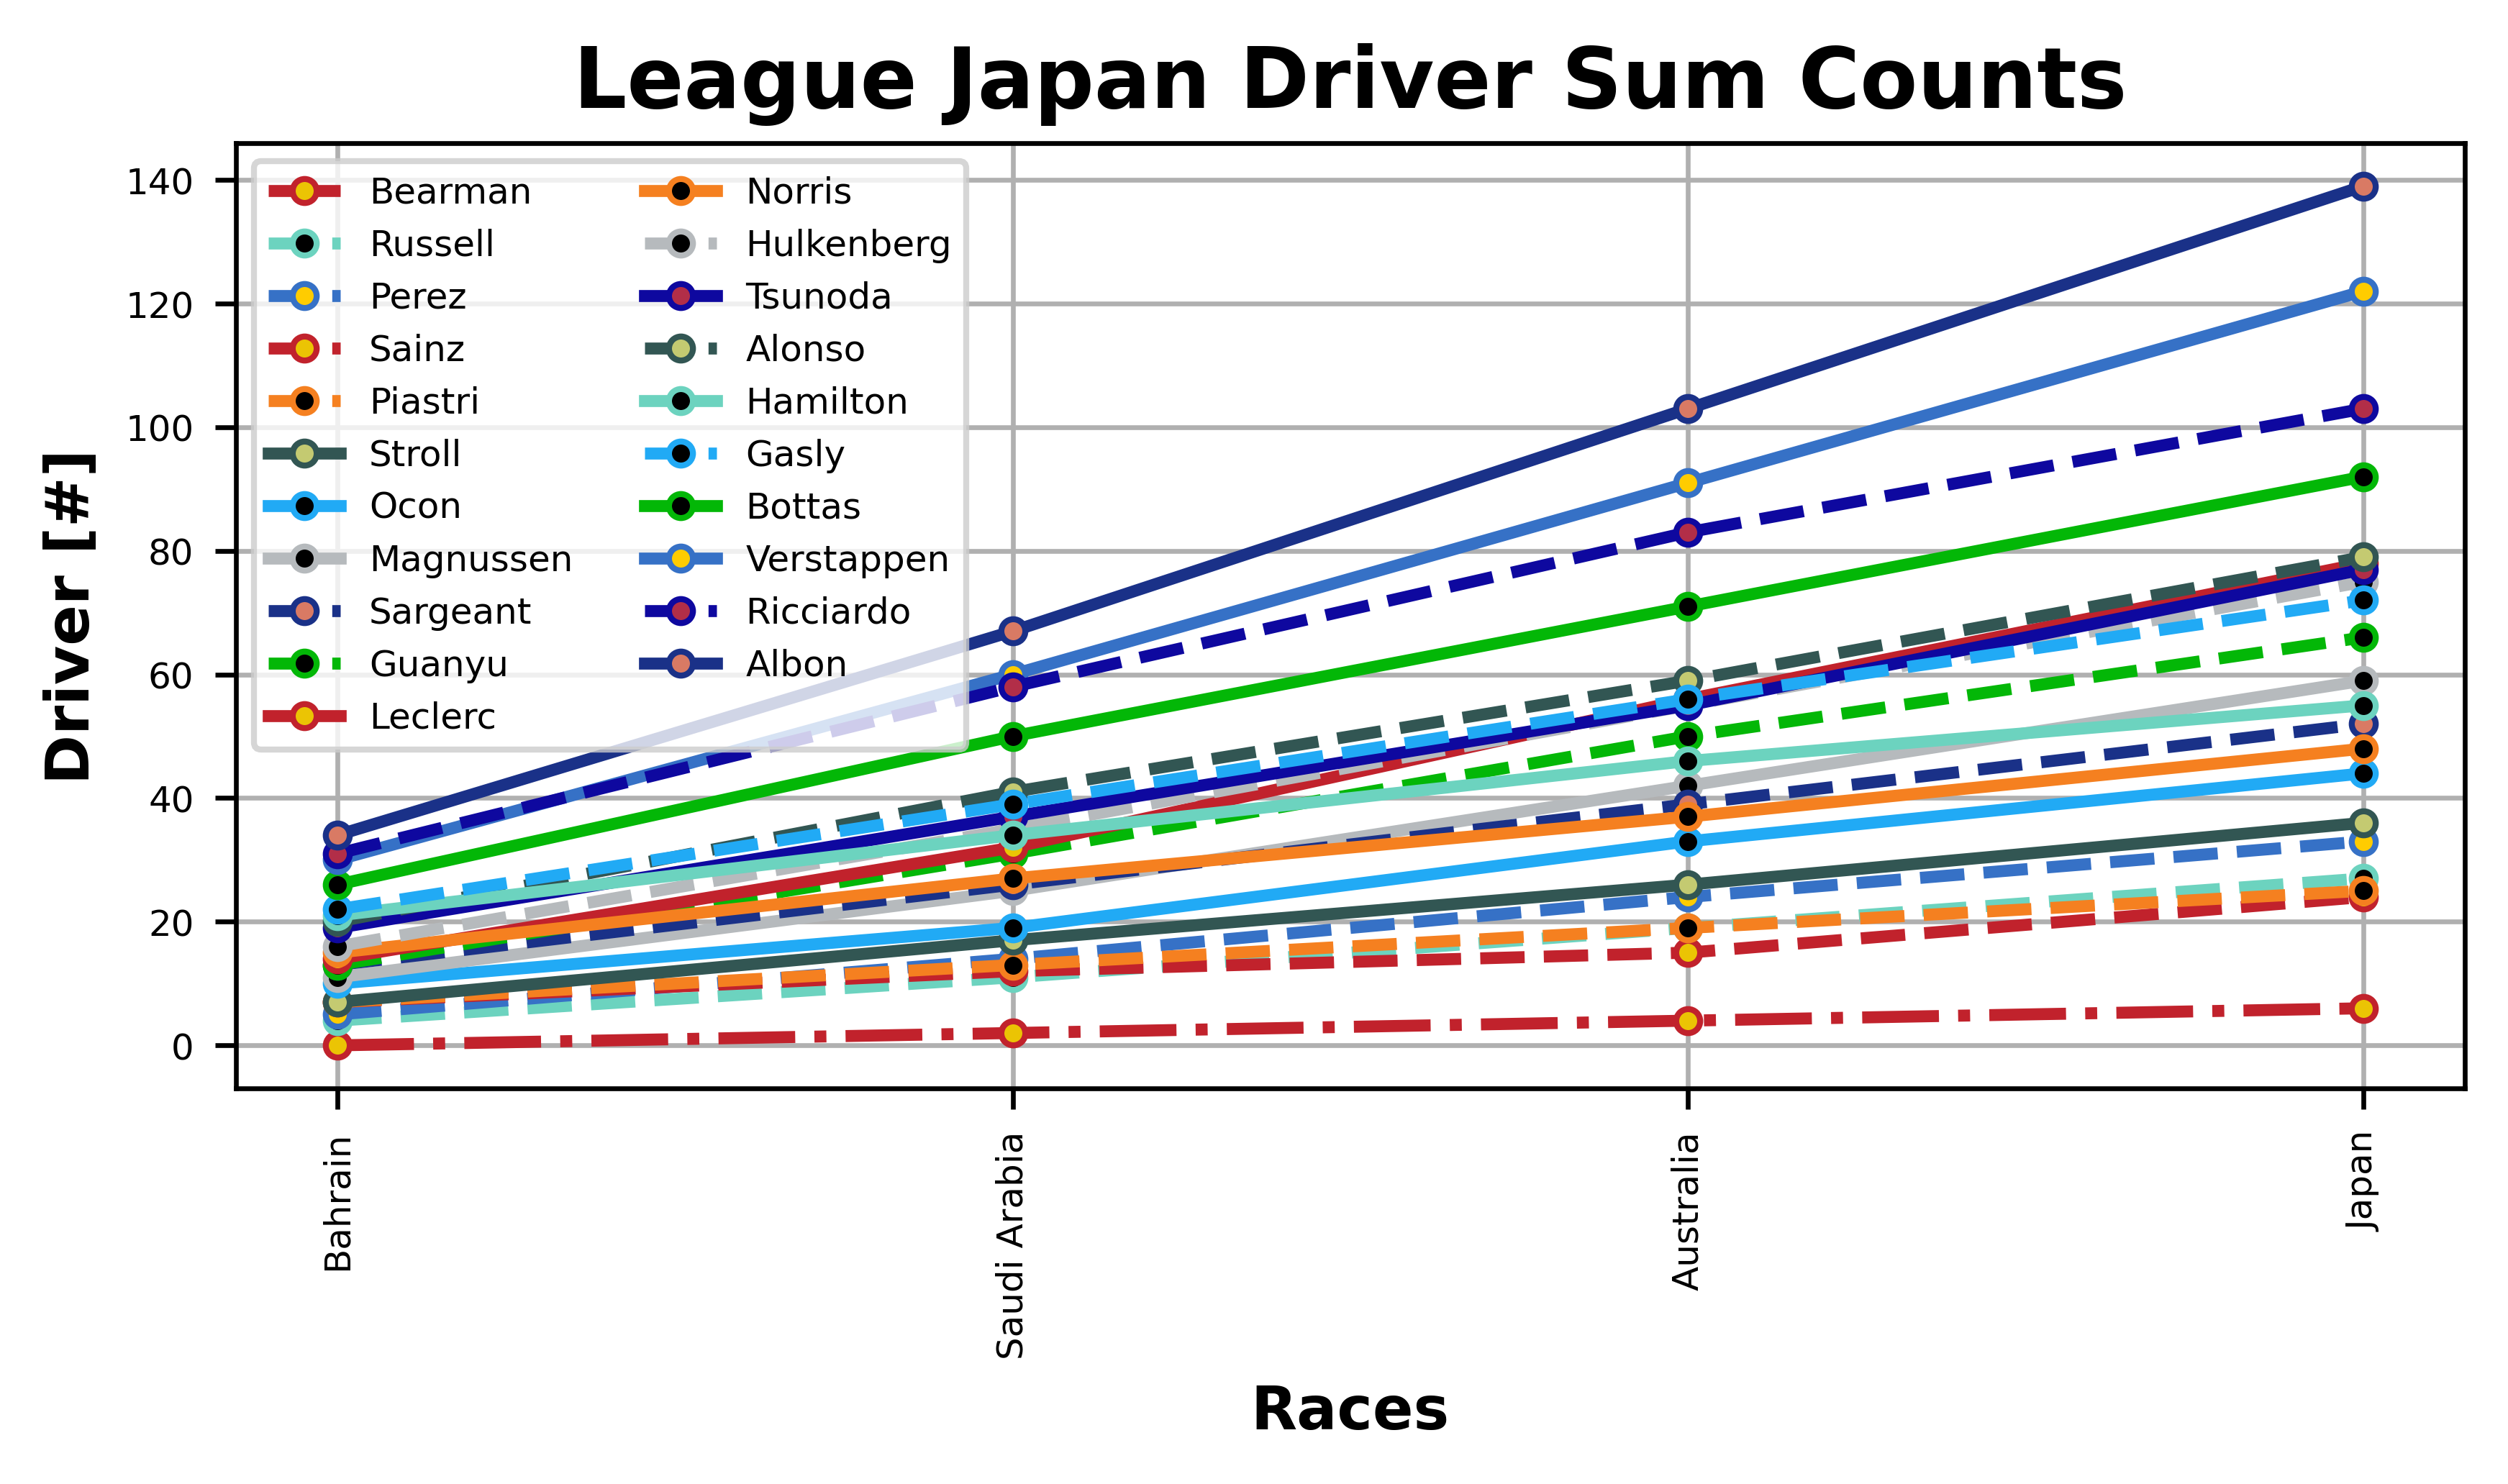 League Japan Driver Sum Counts
Driver [#]
140
120
100
80
60
40
20
0
Bearman
Russell
Perez
Sainz
Piastri
Stroll
Ocon
Magnussen
Sargeant
Guanyu
Leclerc
Norris
Hulkenberg
Tsunoda
Alonso
Hamilton
Gasly
Bottas
Verstappen
Ricciardo
Albon
Bahrain
Saudi Arabia
Australia
Japan
Races